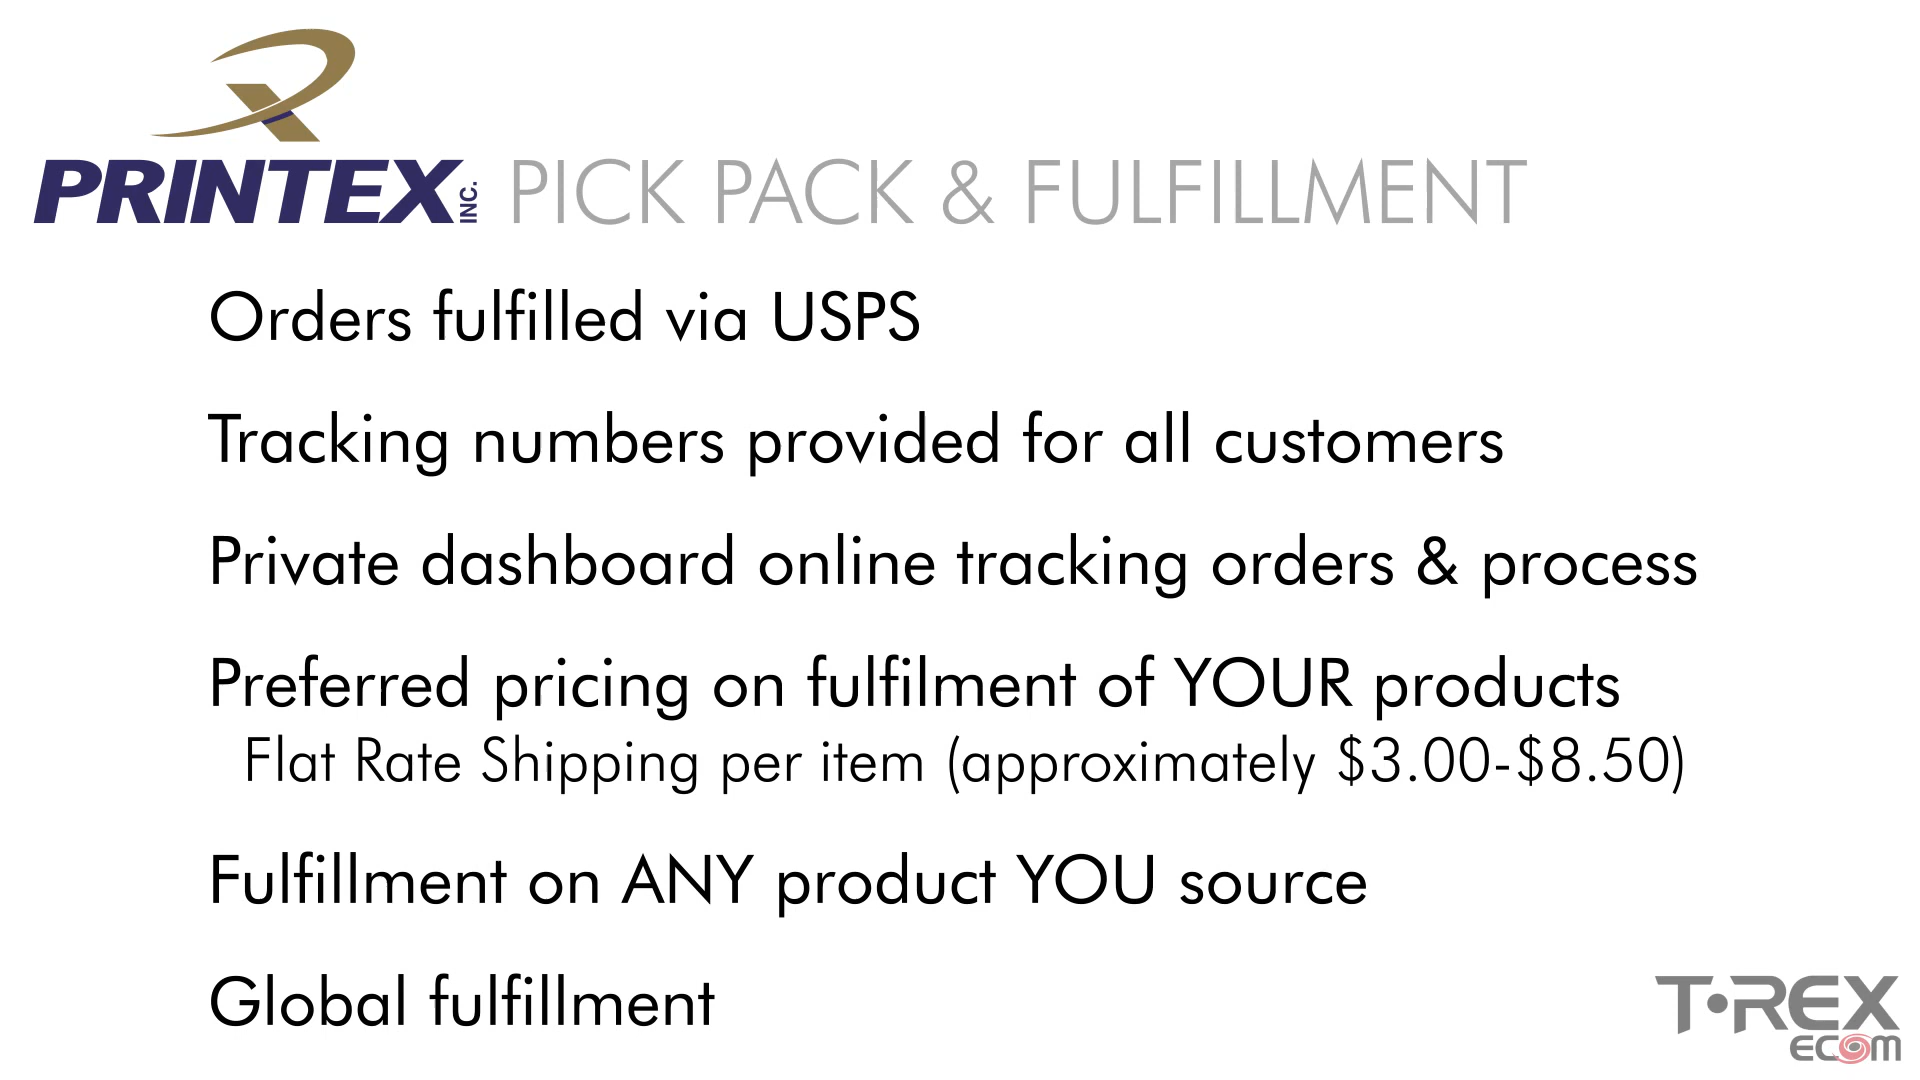 PRINTEX INC. PICK PACK & FULFILLMENT
Orders fulfilled via USPS
Tracking numbers provided for all customers
Private dashboard online tracking orders & process
Preferred pricing on fulfilment of YOUR products
Flat Rate Shipping per item (approximately $3.00-$8.50)
Fulfillment on ANY product YOU source
Global fulfillment
T•REX
ECOM